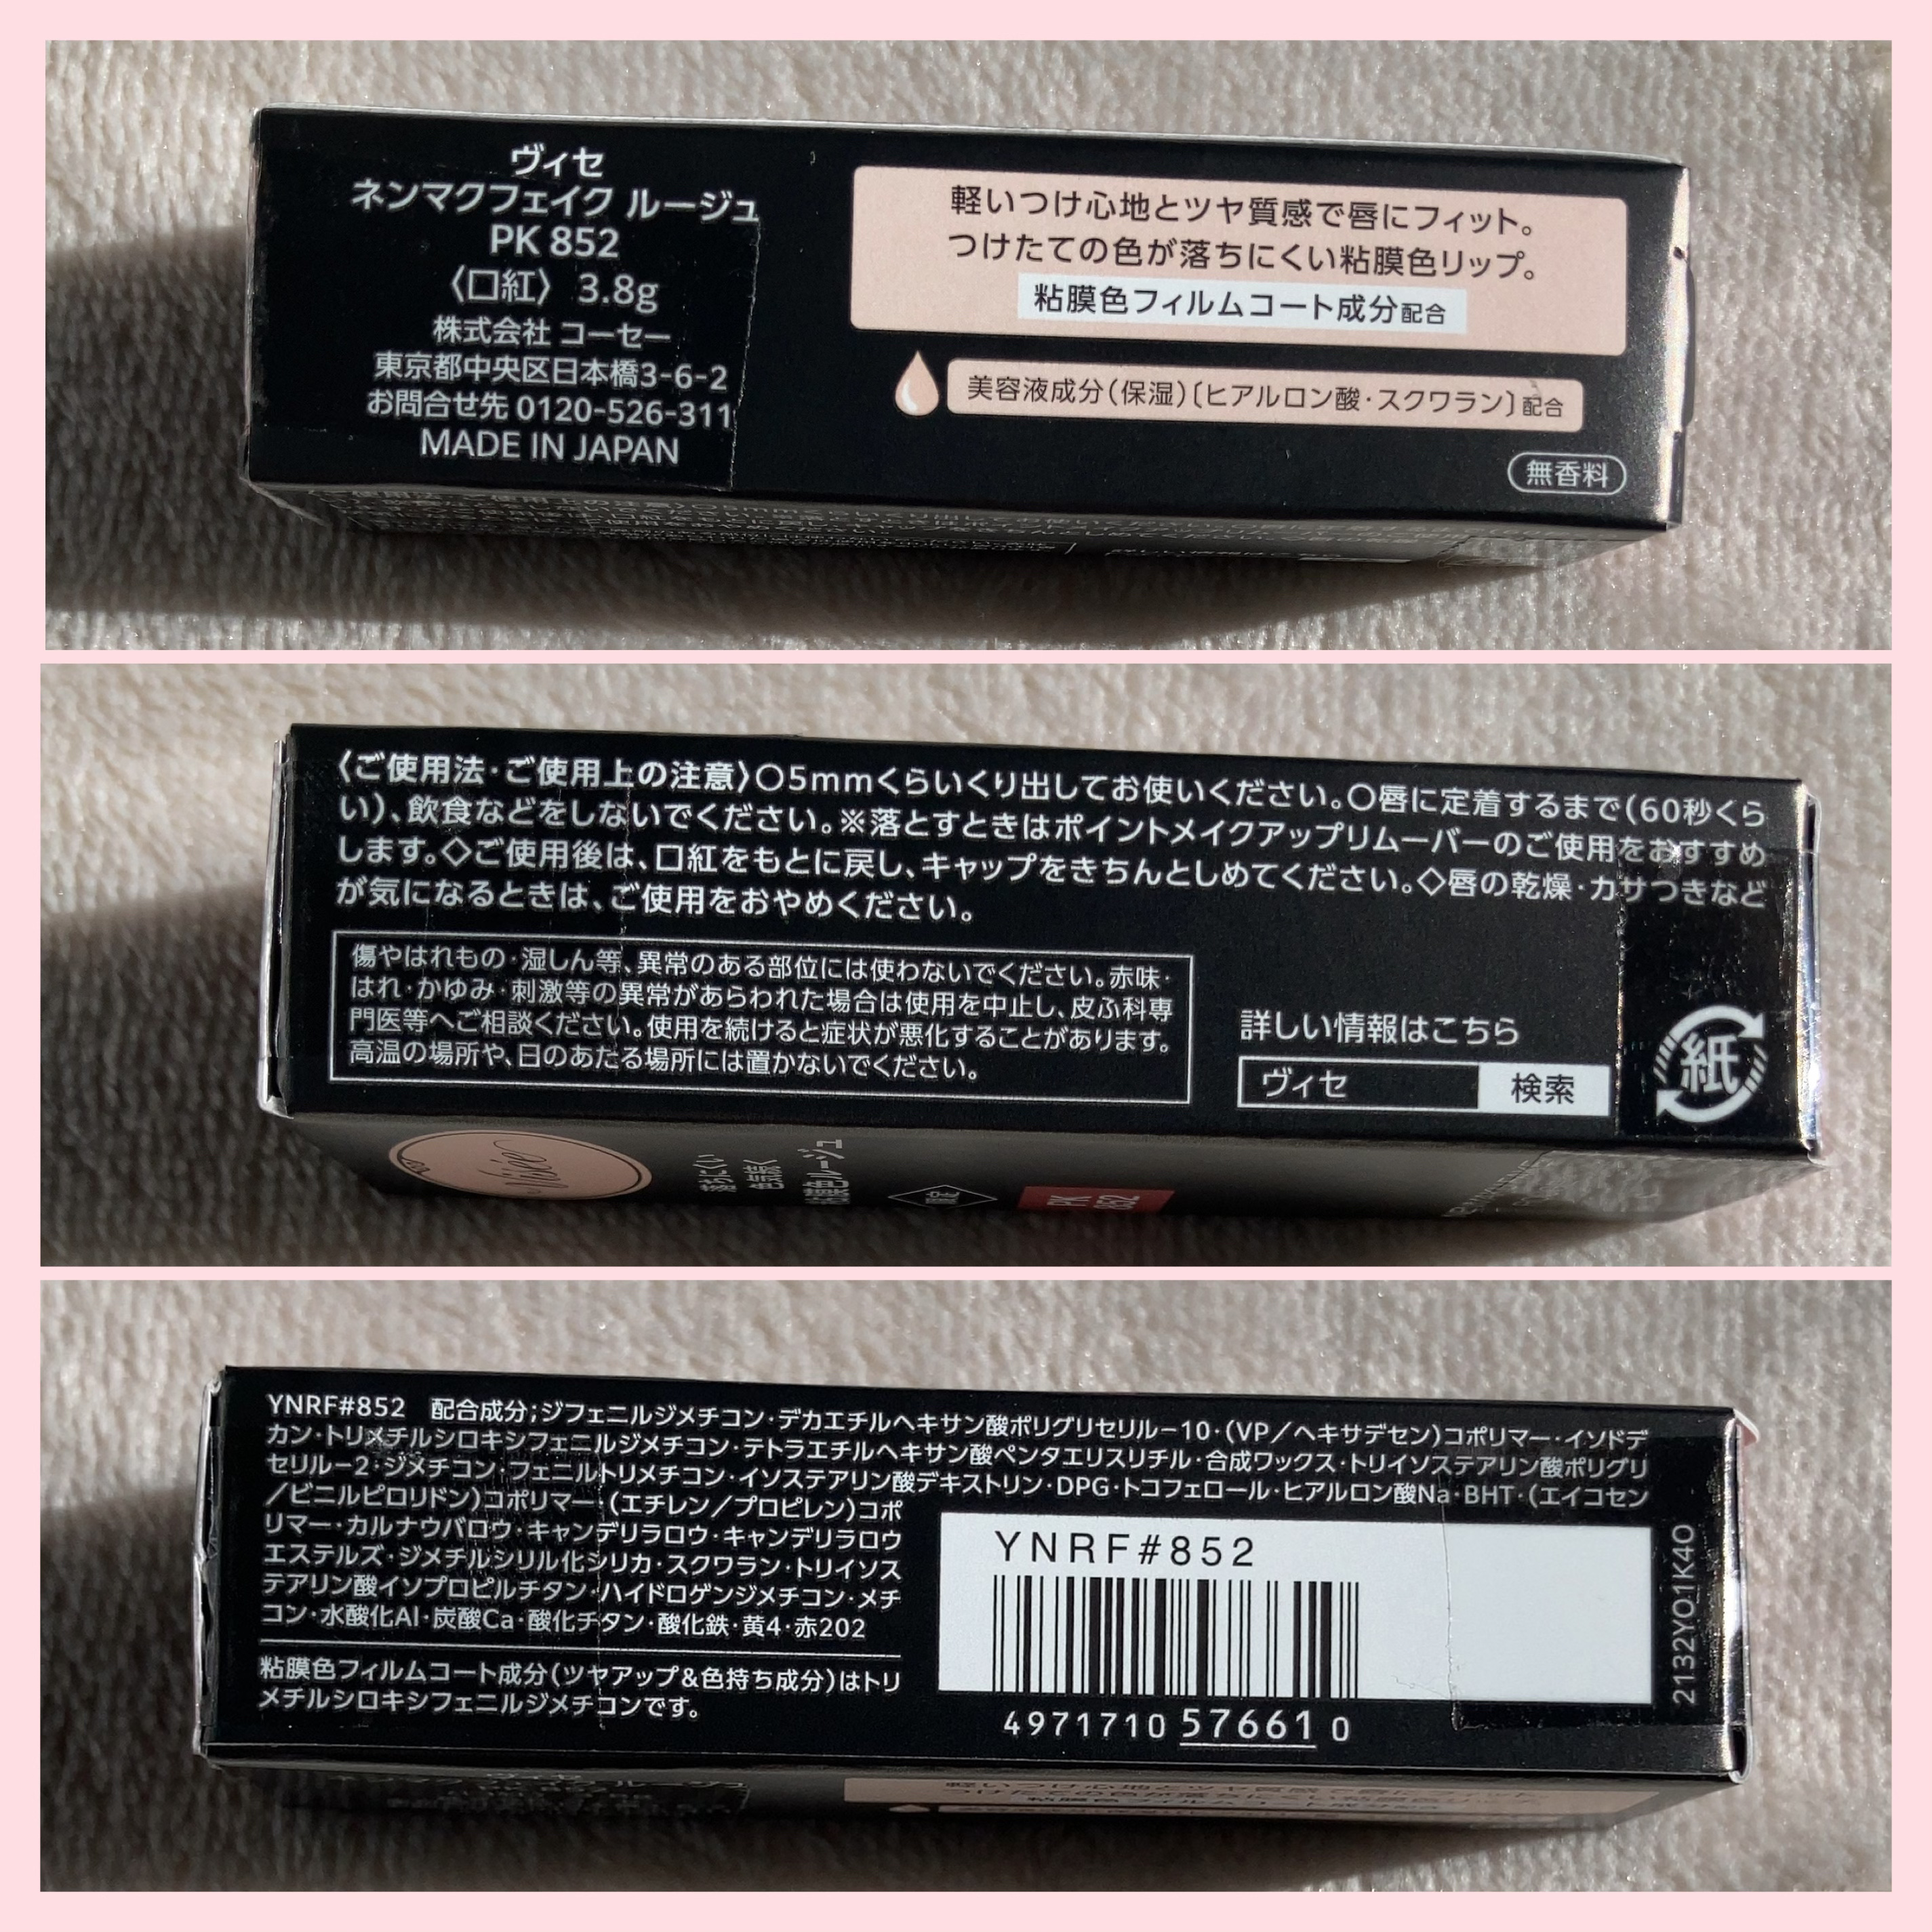 ヴィセ
ネンマクフェイク ルージュ
PK 852
〈口紅〉 3.8g
株式会社 コーセー
東京都中央区日本橋3-6-2
お問合せ先 0120-526-311
MADE IN JAPAN
軽いつけ心地とツヤ質感で唇にフィット。
つけたての色が落ちにくい粘膜色リップ。
粘膜色フィルムコート成分配合
美容液成分(保湿)〔ヒアルロン酸・スクワラン〕配合
無香料
〈ご使用法・ご使用上の注意〉○5mmくらいくり出してお使いください。○唇に定着するまで(60秒くら
い)、飲食などをしないでください。※落とすときはポイントメイクアップリムーバーのご使用をおすすめ
します。◇ご使用後は、口紅をもとに戻し、キャップをきちんとしめてください。◇唇の乾燥・カサつきなど
が気になるときは、ご使用をおやめください。
傷やはれもの・湿しん等、異常のある部位には使わないでください。赤味・
はれ・かゆみ・刺激等の異常があらわれた場合は使用を中止し、皮ふ科専
門医等へご相談ください。使用を続けると症状が悪化することがあります。
高温の場所や、日のあたる場所には置かないでください。
詳しい情報はこちら
ヴィセ 検索
紙
Visée
落ちにくい
色気続く
粘膜色ルージュ
限定
PK
852
YNRF#852 配合成分;ジフェニルジメチコン・デカエチルヘキサン酸ポリグリセリル-10・(VP/ヘキサデセン)コポリマー・イソドデ
カン・トリメチルシロキシフェニルジメチコン・テトラエチルヘキサン酸ペンタエリスリチル・合成ワックス・トリイソステアリン酸ポリグリ
セリル-2・ジメチコン・フェニルトリメチコン・イソステアリン酸デキストリン・DPG・トコフェロール・ヒアルロン酸Na・BHT・(エイコセン
/ビニルピロリドン)コポリマー・(エチレン/プロピレン)コポ
リマー・カルナウバロウ・キャンデリラロウ・キャンデリラロウ
エステルズ・ジメチルシリル化シリカ・スクワラン・トリイソス
テアリン酸イソプロピルチタン・ハイドロゲンジメチコン・メチ
コン・水酸化Al・炭酸Ca・酸化チタン・酸化鉄・黄4・赤202
粘膜色フィルムコート成分(ツヤアップ&色持ち成分)はトリ
メチルシロキシフェニルジメチコンです。
YNRF#852
4971710 57661 0
2132Y01K40